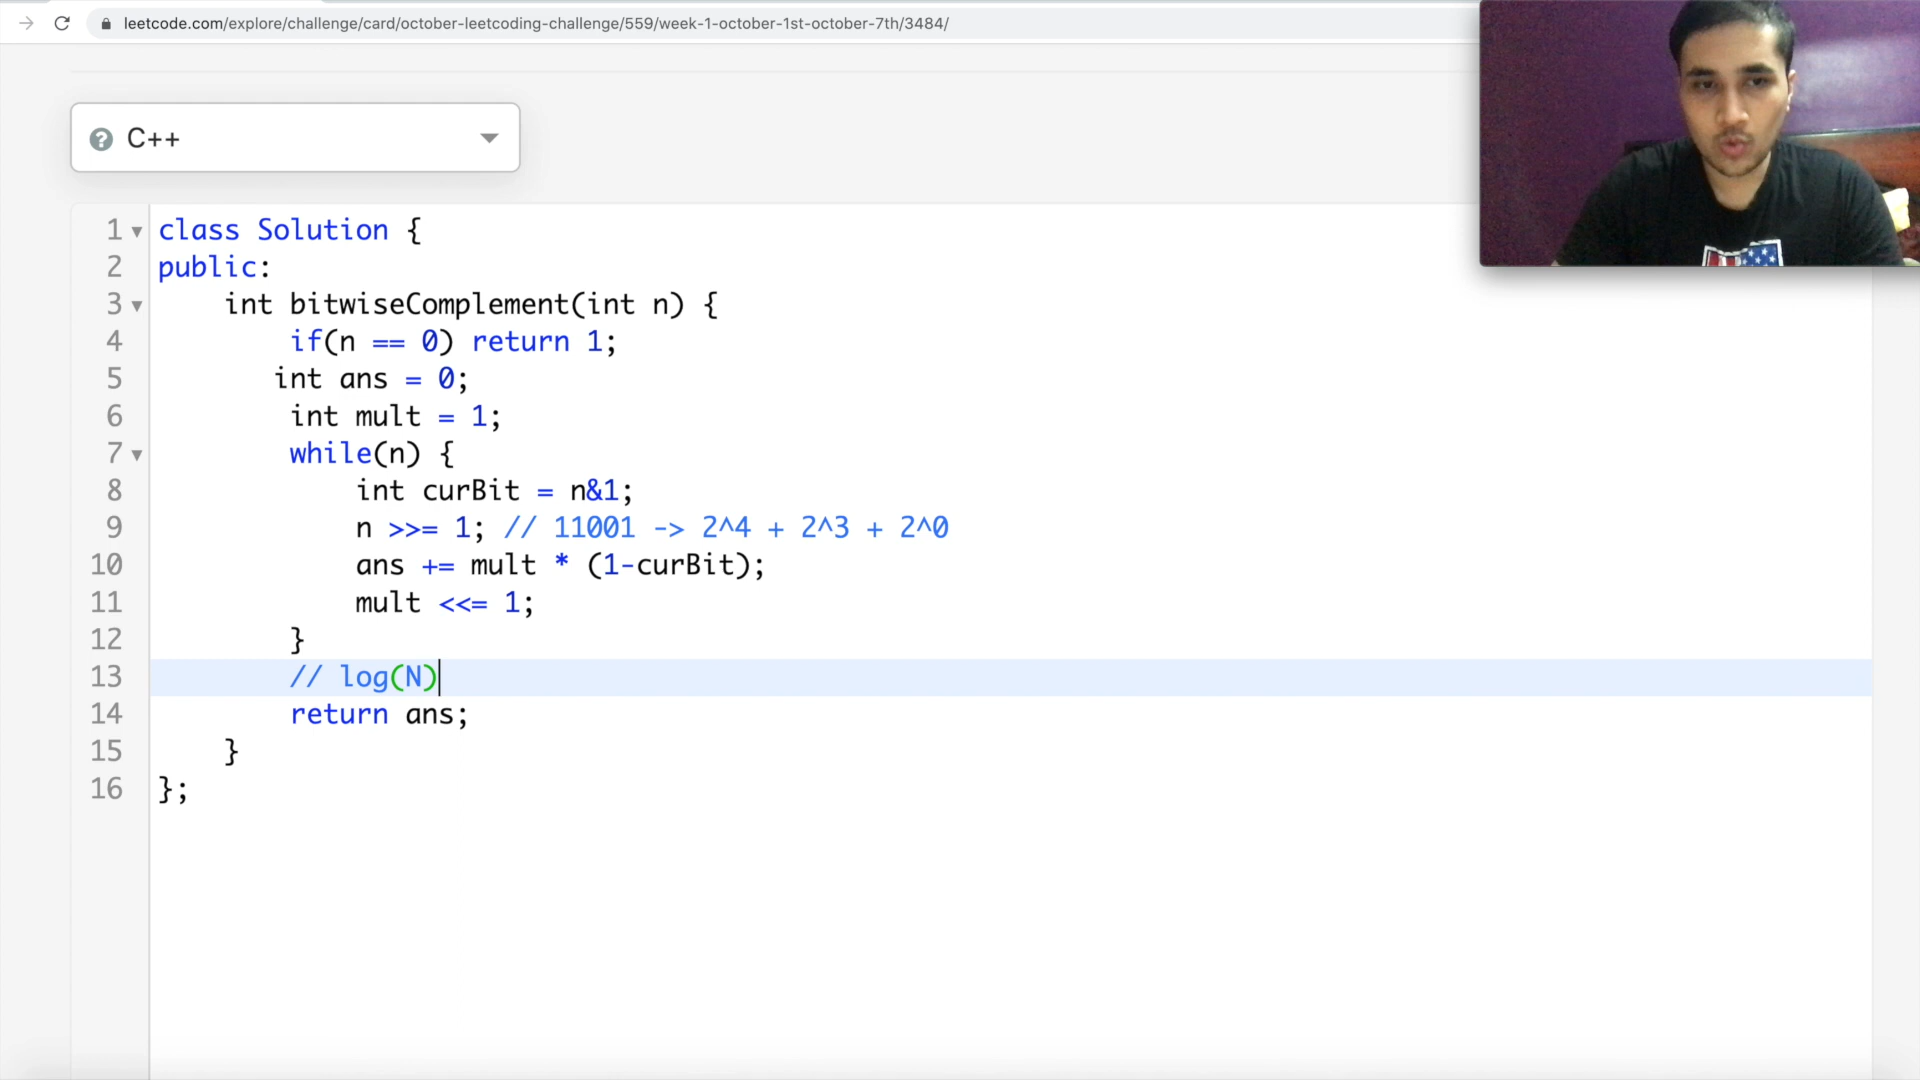 leetcode.com/explore/challenge/card/october-leetcoding-challenge/559/week-1-october-1st-october-7th/3484/
? C++
1 class Solution {
2 public:
3 int bitwiseComplement(int n) {
4 if(n == 0) return 1;
5 int ans = 0;
6 int mult = 1;
7 while(n) {
8 int curBit = n&1;
9 n >>= 1; // 11001 -> 2^4 + 2^3 + 2^0
10 ans += mult * (1-curBit);
11 mult <<= 1;
12 }
13 // log(N)
14 return ans;
15 }
16 };